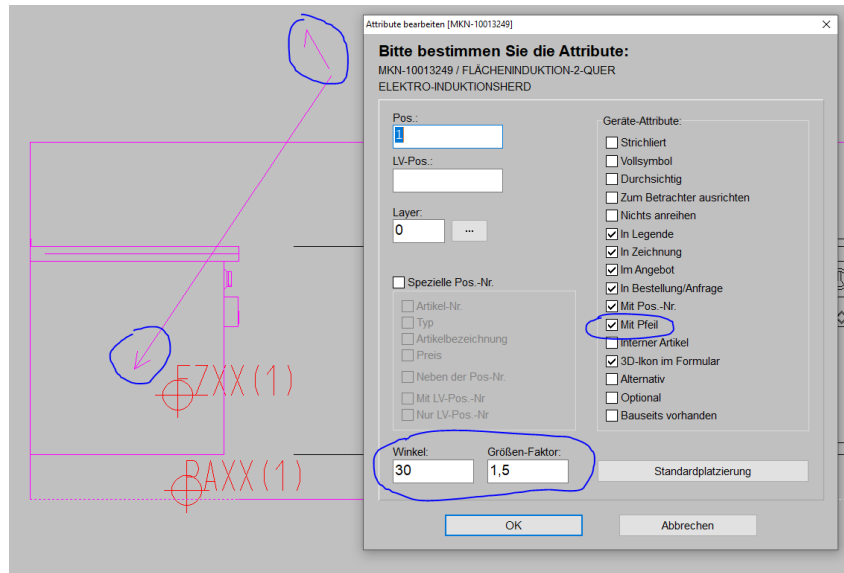 Attribute bearbeiten [MKN-10013249]
Bitte bestimmen Sie die Attribute:
MKN-10013249 / FLÄCHENINDUKTION-2-QUER
ELEKTRO-INDUKTIONSHERD
Pos.:
1
LV-Pos.:
Layer:
0
...
Spezielle Pos.-Nr.
Artikel-Nr.
Typ
Artikelbezeichnung
Preis
Neben der Pos-Nr.
Mit LV-Pos.-Nr
Nur LV-Pos.-Nr
Winkel:
Größen-Faktor:
30
1,5
Geräte-Attribute:
Strichliert
Vollsymbol
Durchsichtig
Zum Betrachter ausrichten
Nichts anreihen
In Legende
In Zeichnung
Im Angebot
In Bestellung/Anfrage
Mit Pos.-Nr.
Mit Pfeil
Interner Artikel
3D-Ikon im Formular
Alternativ
Optional
Bauseits vorhanden
Standardplatzierung
OK
Abbrechen
EZXX(1)
BAXX(1)
1